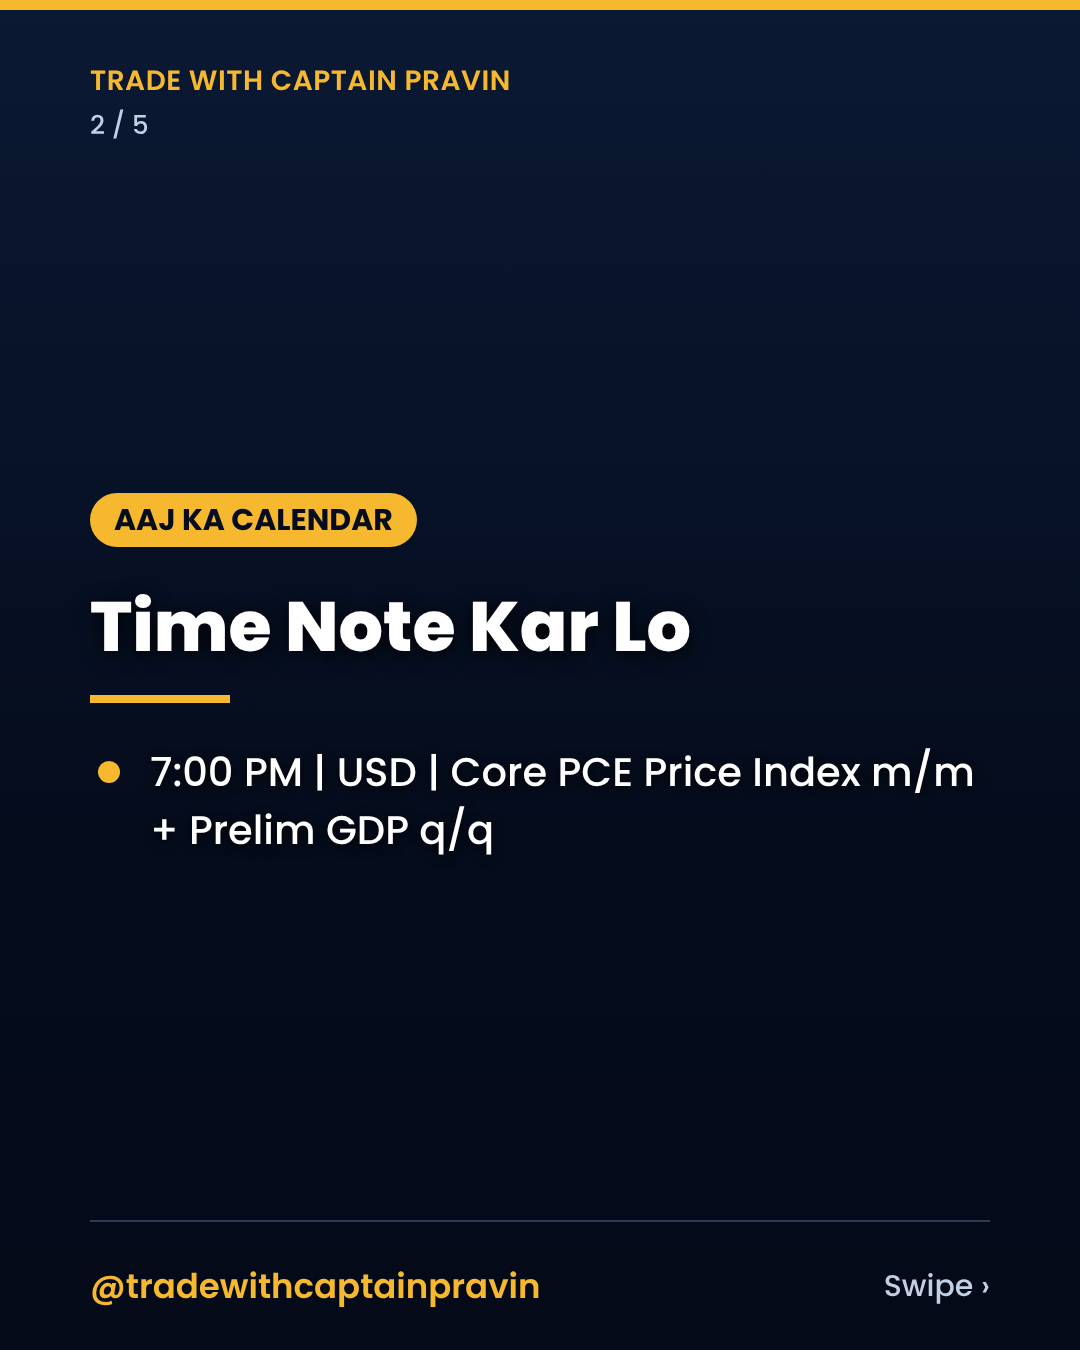 TRADE WITH CAPTAIN PRAVIN
2 / 5
AAJ KA CALENDAR
Time Note Kar Lo
7:00 PM | USD | Core PCE Price Index m/m
+ Prelim GDP q/q
@tradewithcaptainpravin
Swipe ›